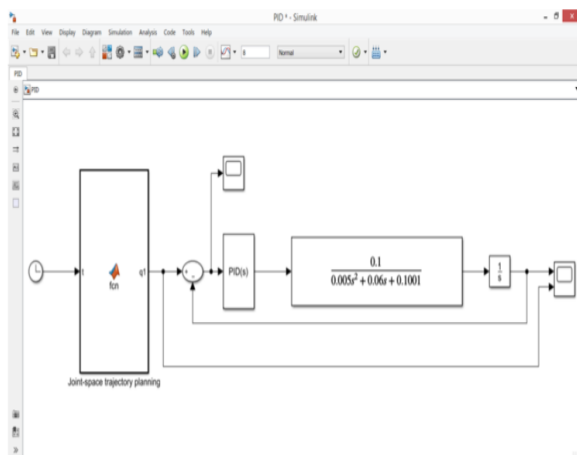 PID * - Simulink
File Edit View Display Diagram Simulation Analysis Code Tools Help
8
Normal
PID
PID
t
fcn
q1
Joint-space trajectory planning
PID(s)
0.1
0.005s² + 0.06s + 0.1001
1
s